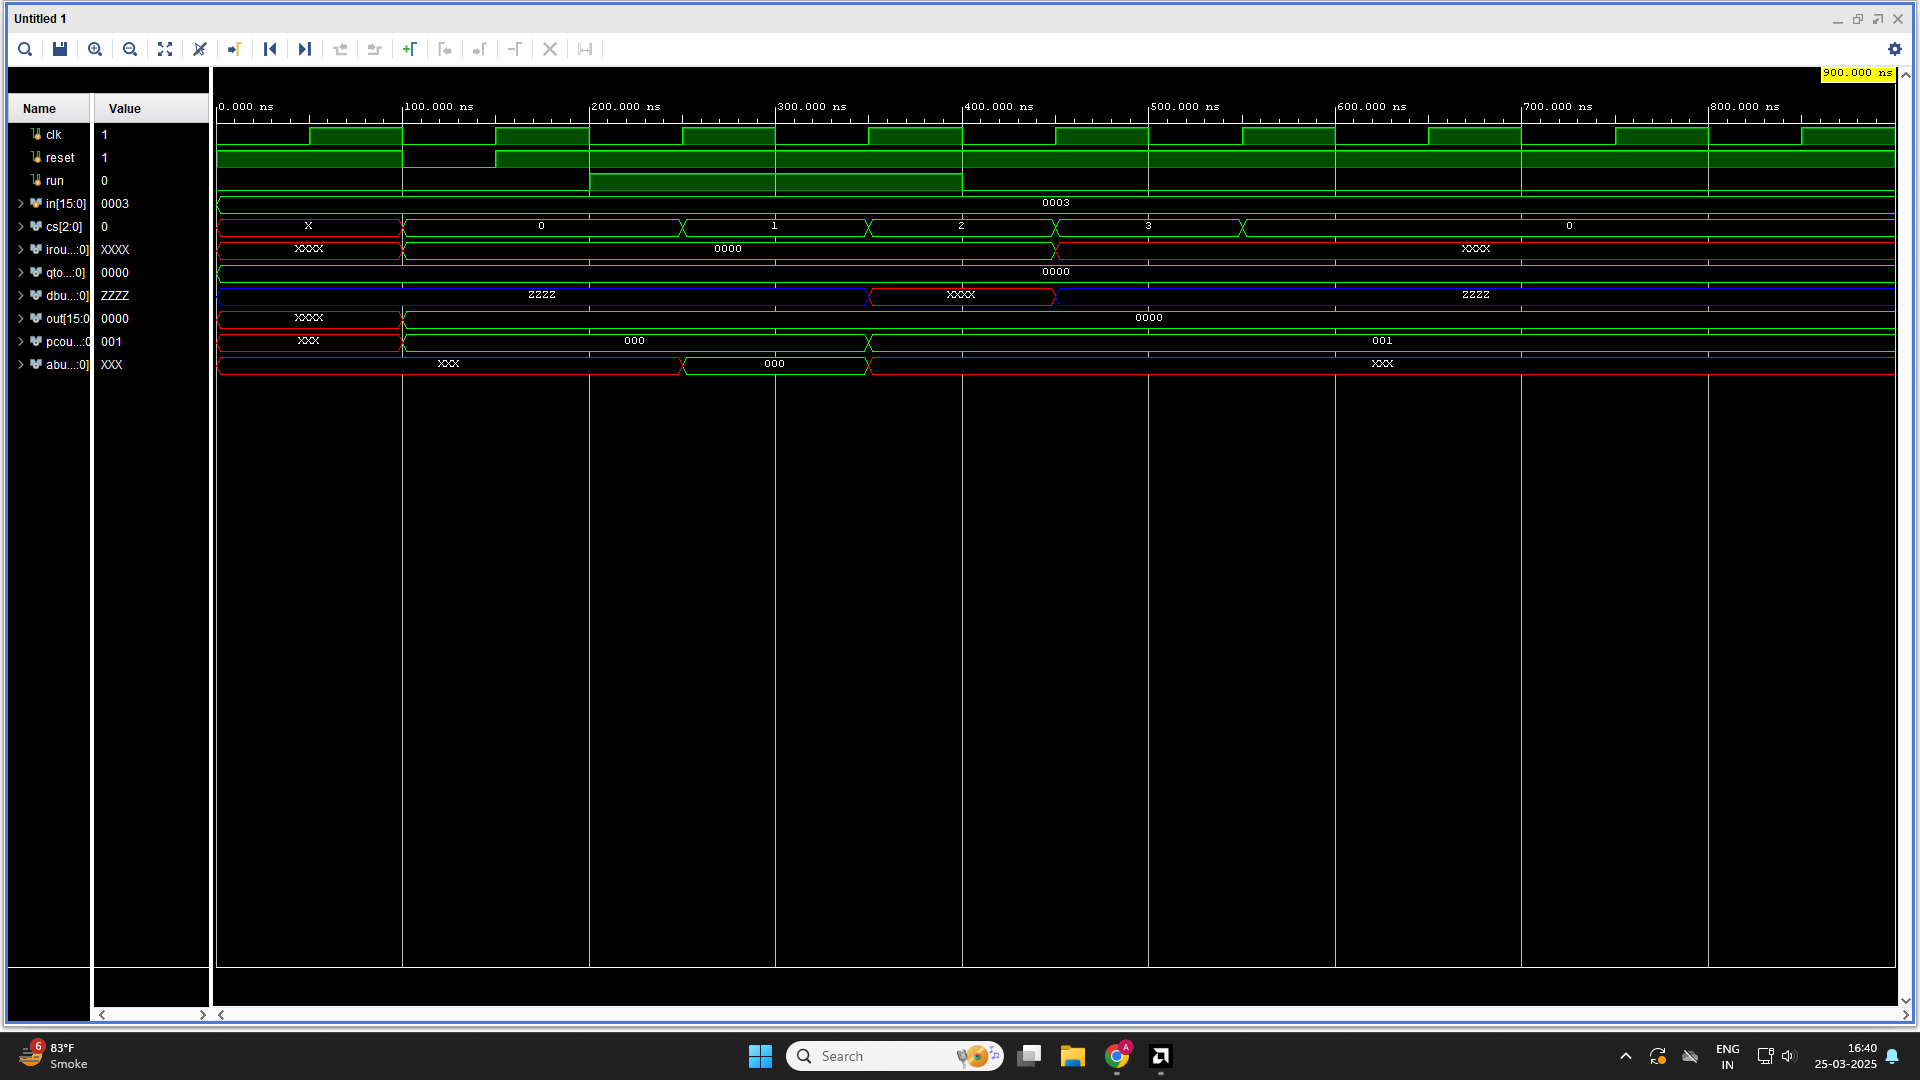 Untitled 1
900.000 ns
Name Value
0.000 ns 100.000 ns 200.000 ns 300.000 ns 400.000 ns 500.000 ns 600.000 ns 700.000 ns 800.000 ns
clk 1
reset 1
run 0
in[15:0] 0003 0003
cs[2:0] 0 X 0 1 2 3 0
irou...:0] XXXX XXXX 0000 XXXX
qto...:0] 0000 0000
dbu...:0] ZZZZ ZZZZ XXXX ZZZZ
out[15:0 0000 XXXX 0000
pcou...:0 001 XXX 000 001
abu...:0] XXX XXX 000 XXX
6 83°F
Smoke
Search
A
ENG
IN
16:40
25-03-2025